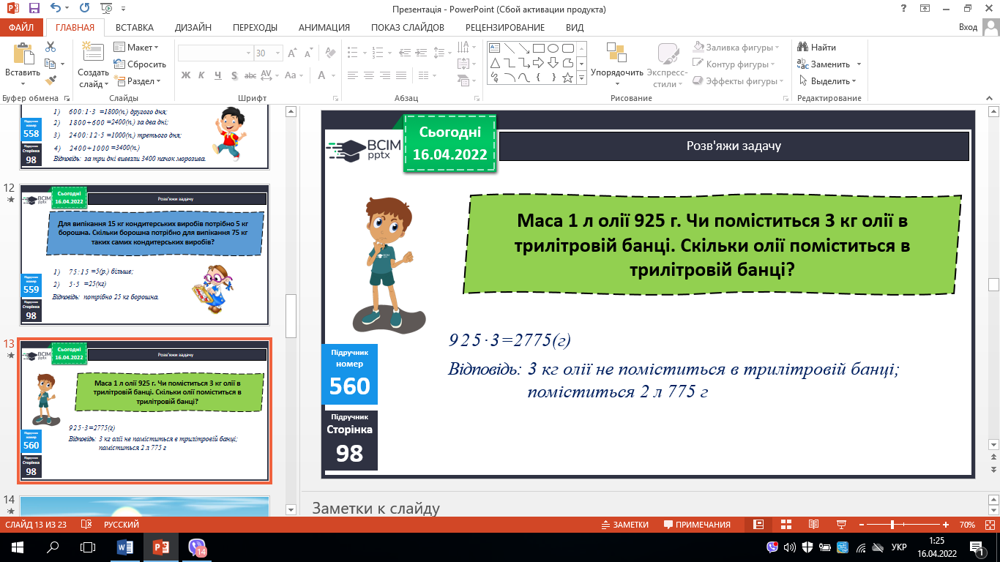 Презентація - PowerPoint (Сбой активации продукта)
ФАЙЛ ГЛАВНАЯ ВСТАВКА ДИЗАЙН ПЕРЕХОДЫ АНИМАЦИЯ ПОКАЗ СЛАЙДОВ РЕЦЕНЗИРОВАНИЕ ВИД Вход
Вставить
Буфер обмена
Создать слайд
Макет
Сбросить
Раздел
Слайды
30
Ж К Ч S abc AV Aa A
Шрифт
Абзац
Упорядочить
Экспресс-стили
Заливка фигуры
Контур фигуры
Эффекты фигуры
Рисование
Найти
Заменить
Выделить
Редактирование
1) 600:1·3 =1800(п.) другого дня;
2) 1800+600 =2400(п.) за два дні;
3) 2400:12·5 =1000(п.) третього дня;
4) 2400+1000 =3400(п.)
Відповідь: за три дні вивезли 3400 пачок морозива.
Підручник
номер
558
Підручник
Сторінка
98
12
Сьогодні
16.04.2022
BCIM
pptx
Розв'яжи задачу
Для випікання 15 кг кондитерських виробів потрібно 5 кг
борошна. Скільки борошна потрібно для випікання 75 кг
таких самих кондитерських виробів?
1) 75:15 =5(р.) більше;
2) 5·5 =25(кг)
Відповідь: потрібно 25 кг борошна.
Підручник
номер
559
Підручник
Сторінка
98
13
Сьогодні
16.04.2022
BCIM
pptx
Розв'яжи задачу
Маса 1 л олії 925 г. Чи поміститься 3 кг олії в
трилітровій банці. Скільки олії поміститься в
трилітровій банці?
925·3=2775(г)
Відповідь: 3 кг олії не поміститься в трилітровій банці;
поміститься 2 л 775 г
Підручник
номер
560
Підручник
Сторінка
98
14
Сьогодні
16.04.2022
BCIM
pptx
Розв'яжи задачу
Маса 1 л олії 925 г. Чи поміститься 3 кг олії в
трилітровій банці. Скільки олії поміститься в
трилітровій банці?
925·3=2775(г)
Відповідь: 3 кг олії не поміститься в трилітровій банці;
поміститься 2 л 775 г
Підручник
номер
560
Підручник
Сторінка
98
Заметки к слайду
СЛАЙД 13 ИЗ 23 РУССКИЙ ЗАМЕТКИ ПРИМЕЧАНИЯ 70%
14
УКР
1:25
16.04.2022
1